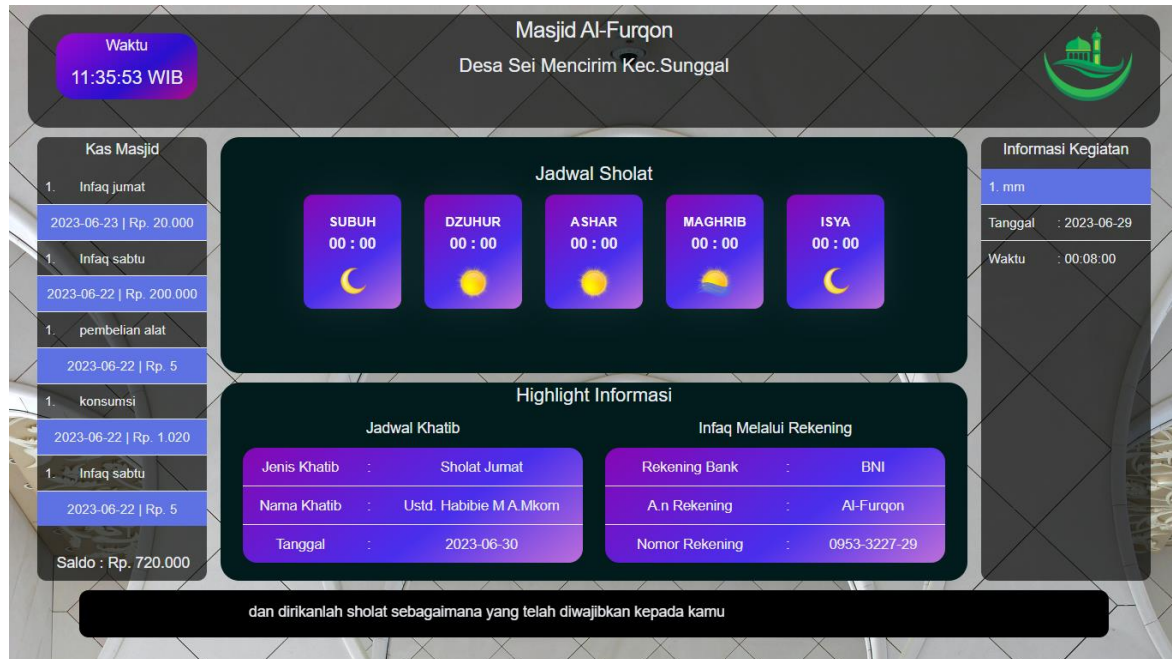 Waktu
11:35:53 WIB
Masjid Al-Furqon
Desa Sei Mencirim Kec.Sunggal
Kas Masjid
1. Infaq jumat
2023-06-23 | Rp. 20.000
1. Infaq sabtu
2023-06-22 | Rp. 200.000
1. pembelian alat
2023-06-22 | Rp. 5
1. konsumsi
2023-06-22 | Rp. 1.020
1. Infaq sabtu
2023-06-22 | Rp. 5
Saldo : Rp. 720.000
Jadwal Sholat
SUBUH DZUHUR ASHAR MAGHRIB ISYA
00 : 00 00 : 00 00 : 00 00 : 00 00 : 00
Highlight Informasi
Jadwal Khatib
Jenis Khatib : Sholat Jumat
Nama Khatib : Ustd. Habibie M A.Mkom
Tanggal : 2023-06-30
Infaq Melalui Rekening
Rekening Bank : BNI
A.n Rekening : Al-Furqon
Nomor Rekening : 0953-3227-29
Informasi Kegiatan
1. mm
Tanggal : 2023-06-29
Waktu : 00:08:00
dan dirikanlah sholat sebagaimana yang telah diwajibkan kepada kamu